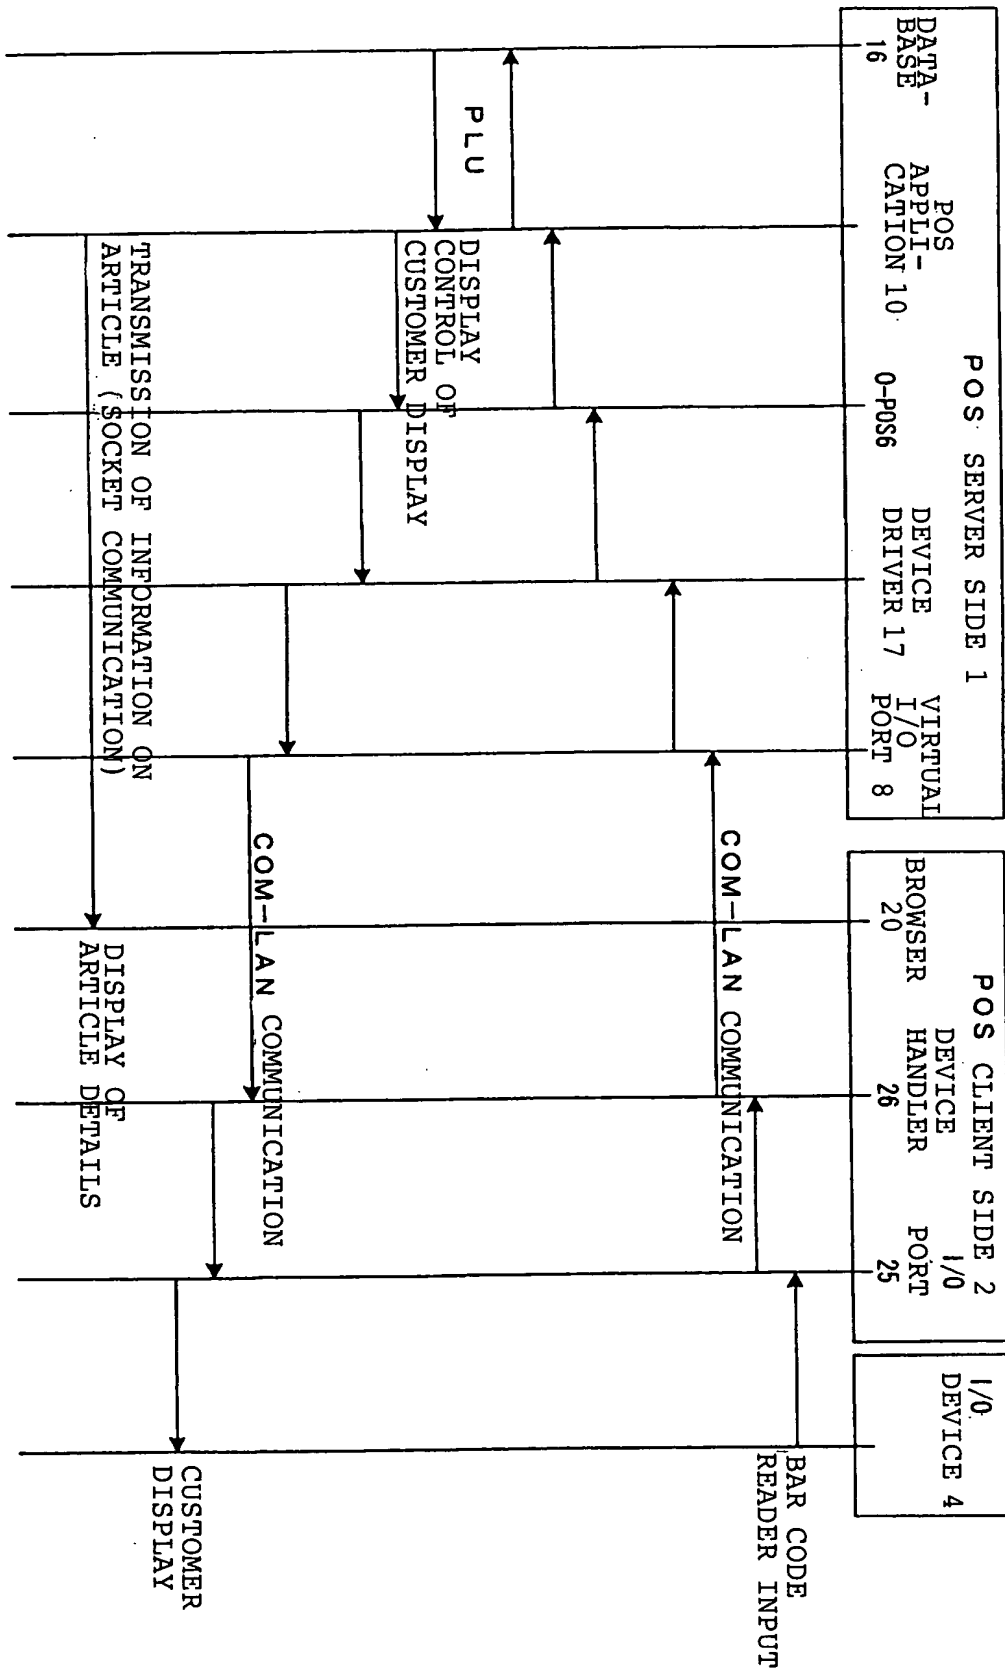 POS SERVER SIDE 1
DATA-
BASE
16
POS
APPLI-
CATION 10
O-POS6
DEVICE
DRIVER 17
VIRTUAL
I/O
PORT 8
POS CLIENT SIDE 2
BROWSER
20
DEVICE
HANDLER
26
I/O
PORT
25
I/O
DEVICE 4
BAR CODE
READER INPUT
COM-LAN COMMUNICATION
PLU
DISPLAY
CONTROL OF
CUSTOMER DISPLAY
COM-LAN COMMUNICATION
CUSTOMER
DISPLAY
TRANSMISSION OF INFORMATION ON
ARTICLE (SOCKET COMMUNICATION)
DISPLAY OF
ARTICLE DETAILS